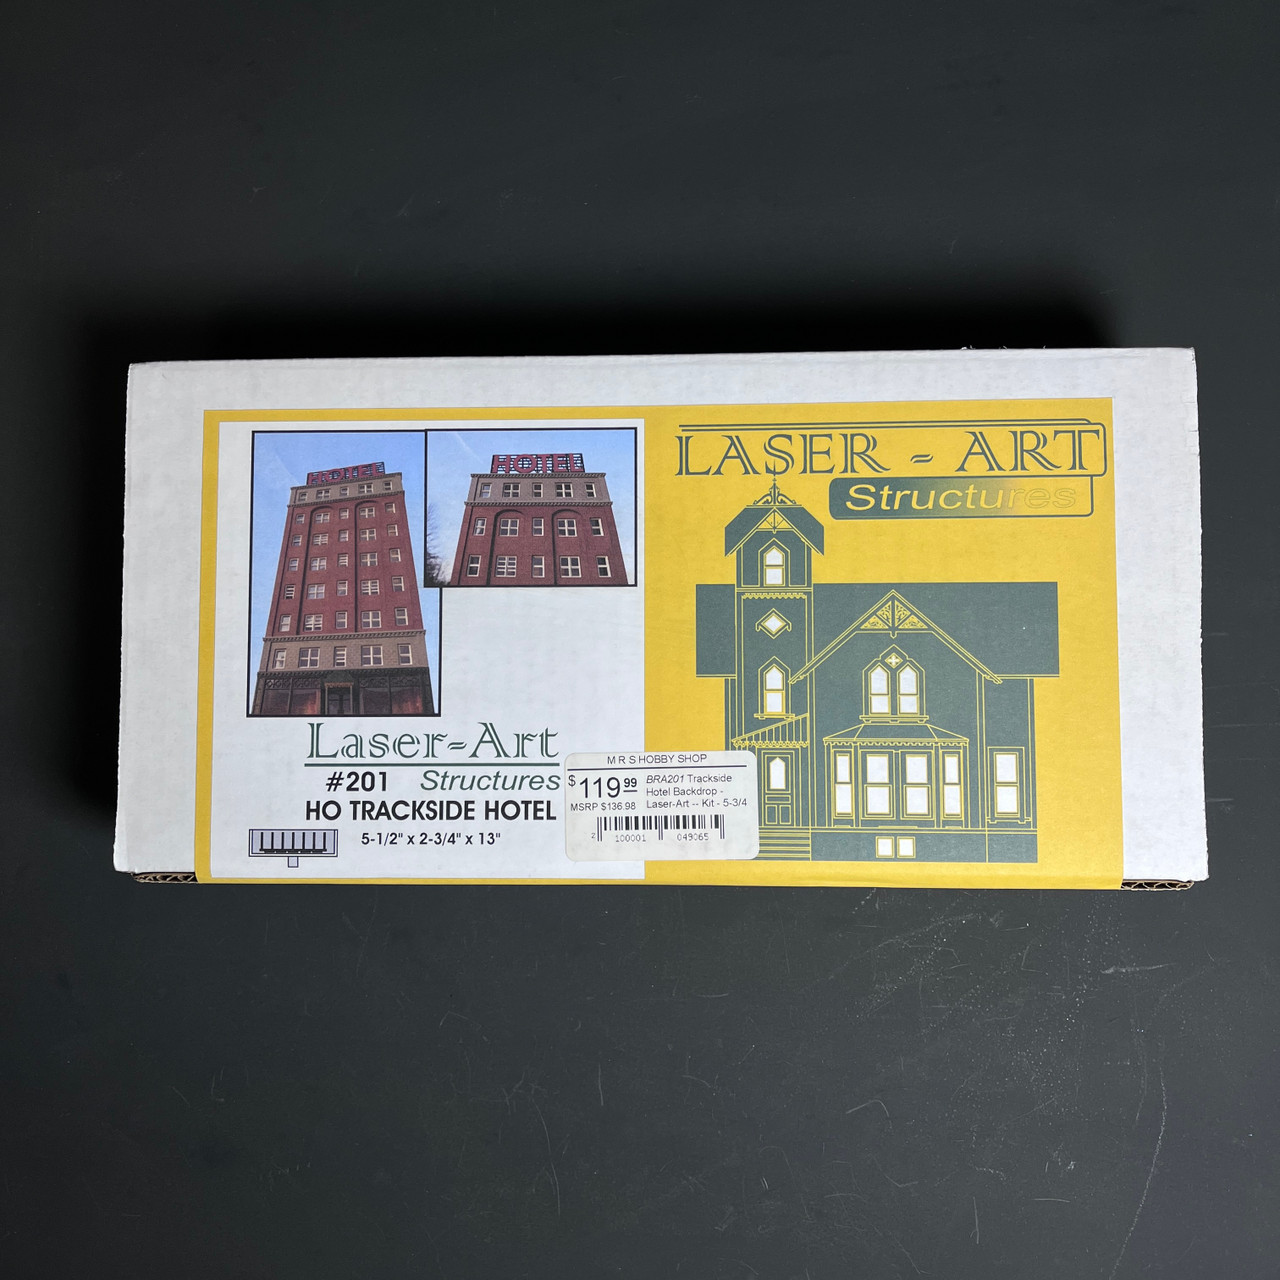 HOTEL
HOTEL
LASER - ART
Structures
Laser-Art
#201 Structures
HO TRACKSIDE HOTEL
5-1/2" x 2-3/4" x 13"
M R S HOBBY SHOP
$119.99
MSRP $136.98
BRA201 Trackside
Hotel Backdrop -
Laser-Art -- Kit - 5-3/4
2 100001 049065